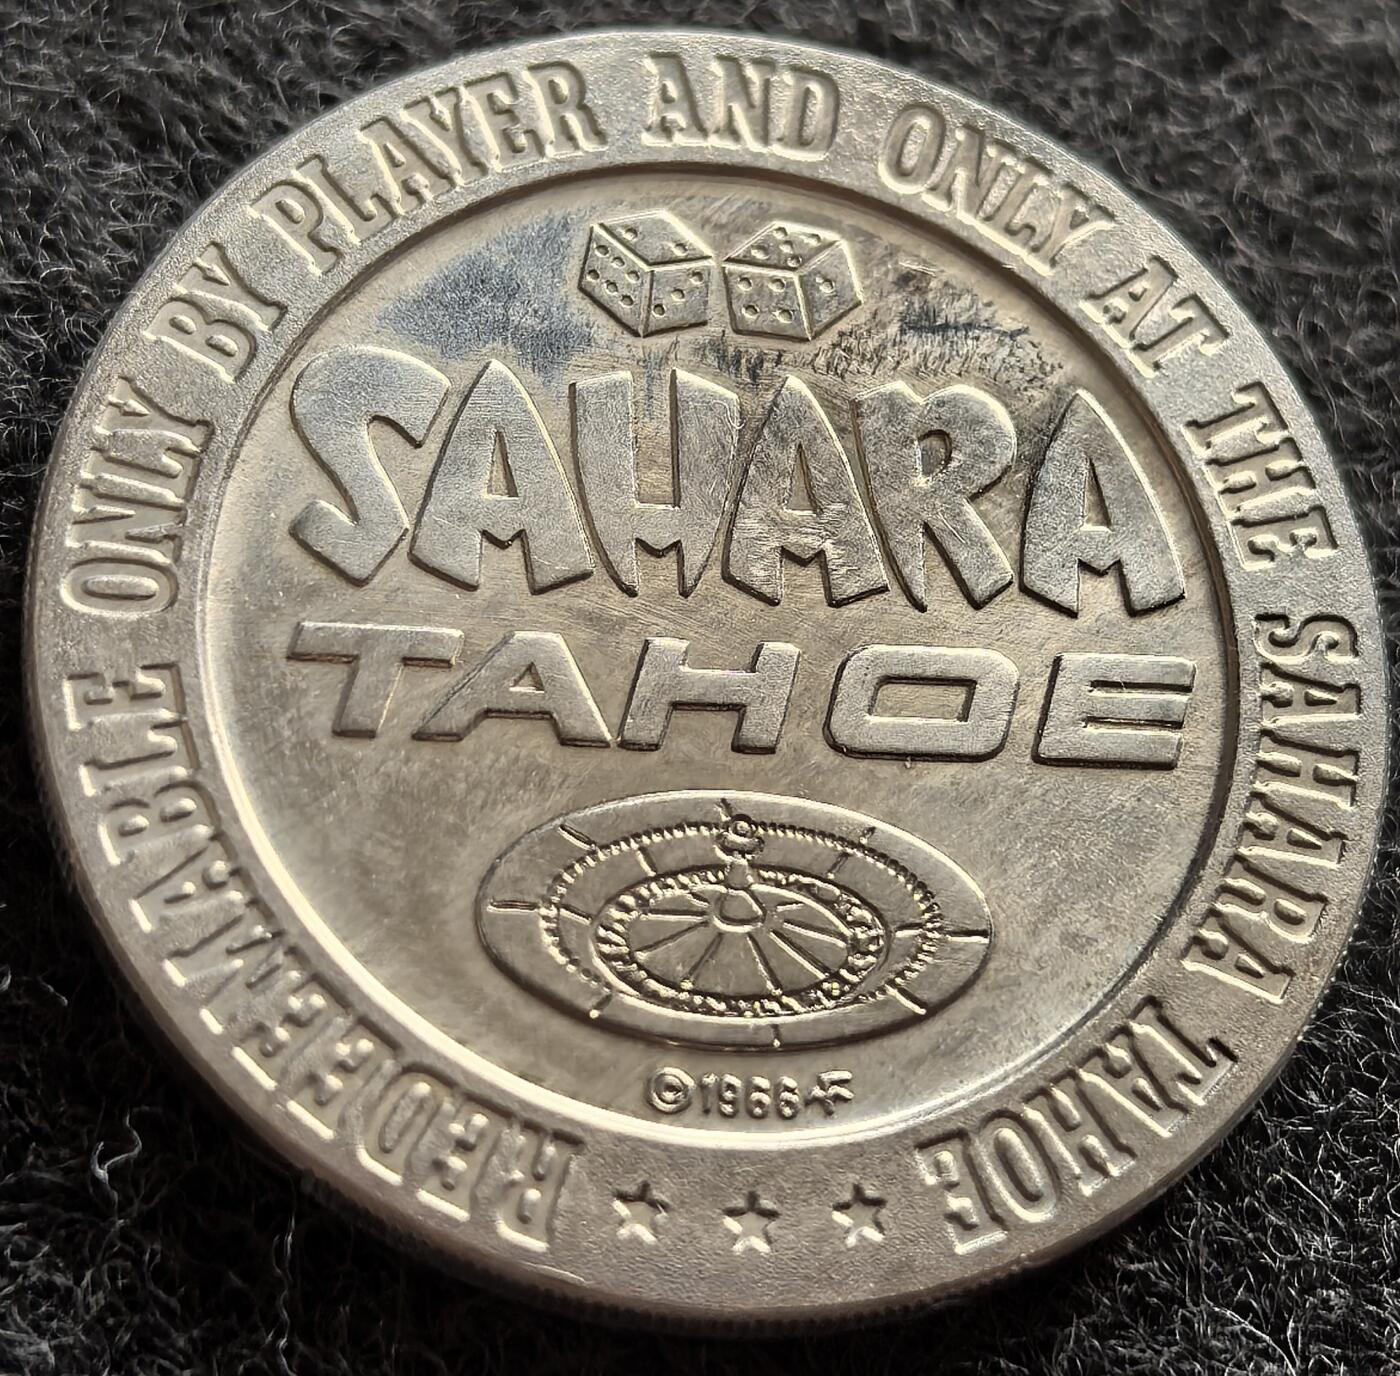 REDEEMABLE ONLY BY PLAYER AND ONLY AT THE SAHARA TAHOE
SAHARA
TAHOE
©1966